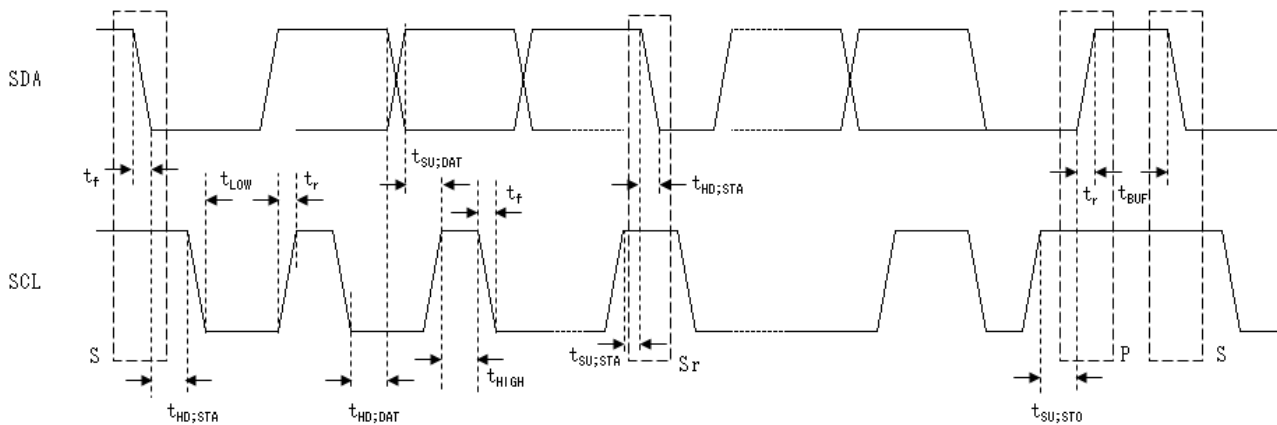 SDA
t_SU;DAT
t_f
t_LOW
t_r
t_f
t_HD;STA
t_r
t_BUF
SCL
S
t_SU;STA
Sr
P
S
t_HD;STA
t_HD;DAT
t_HIGH
t_SU;STO